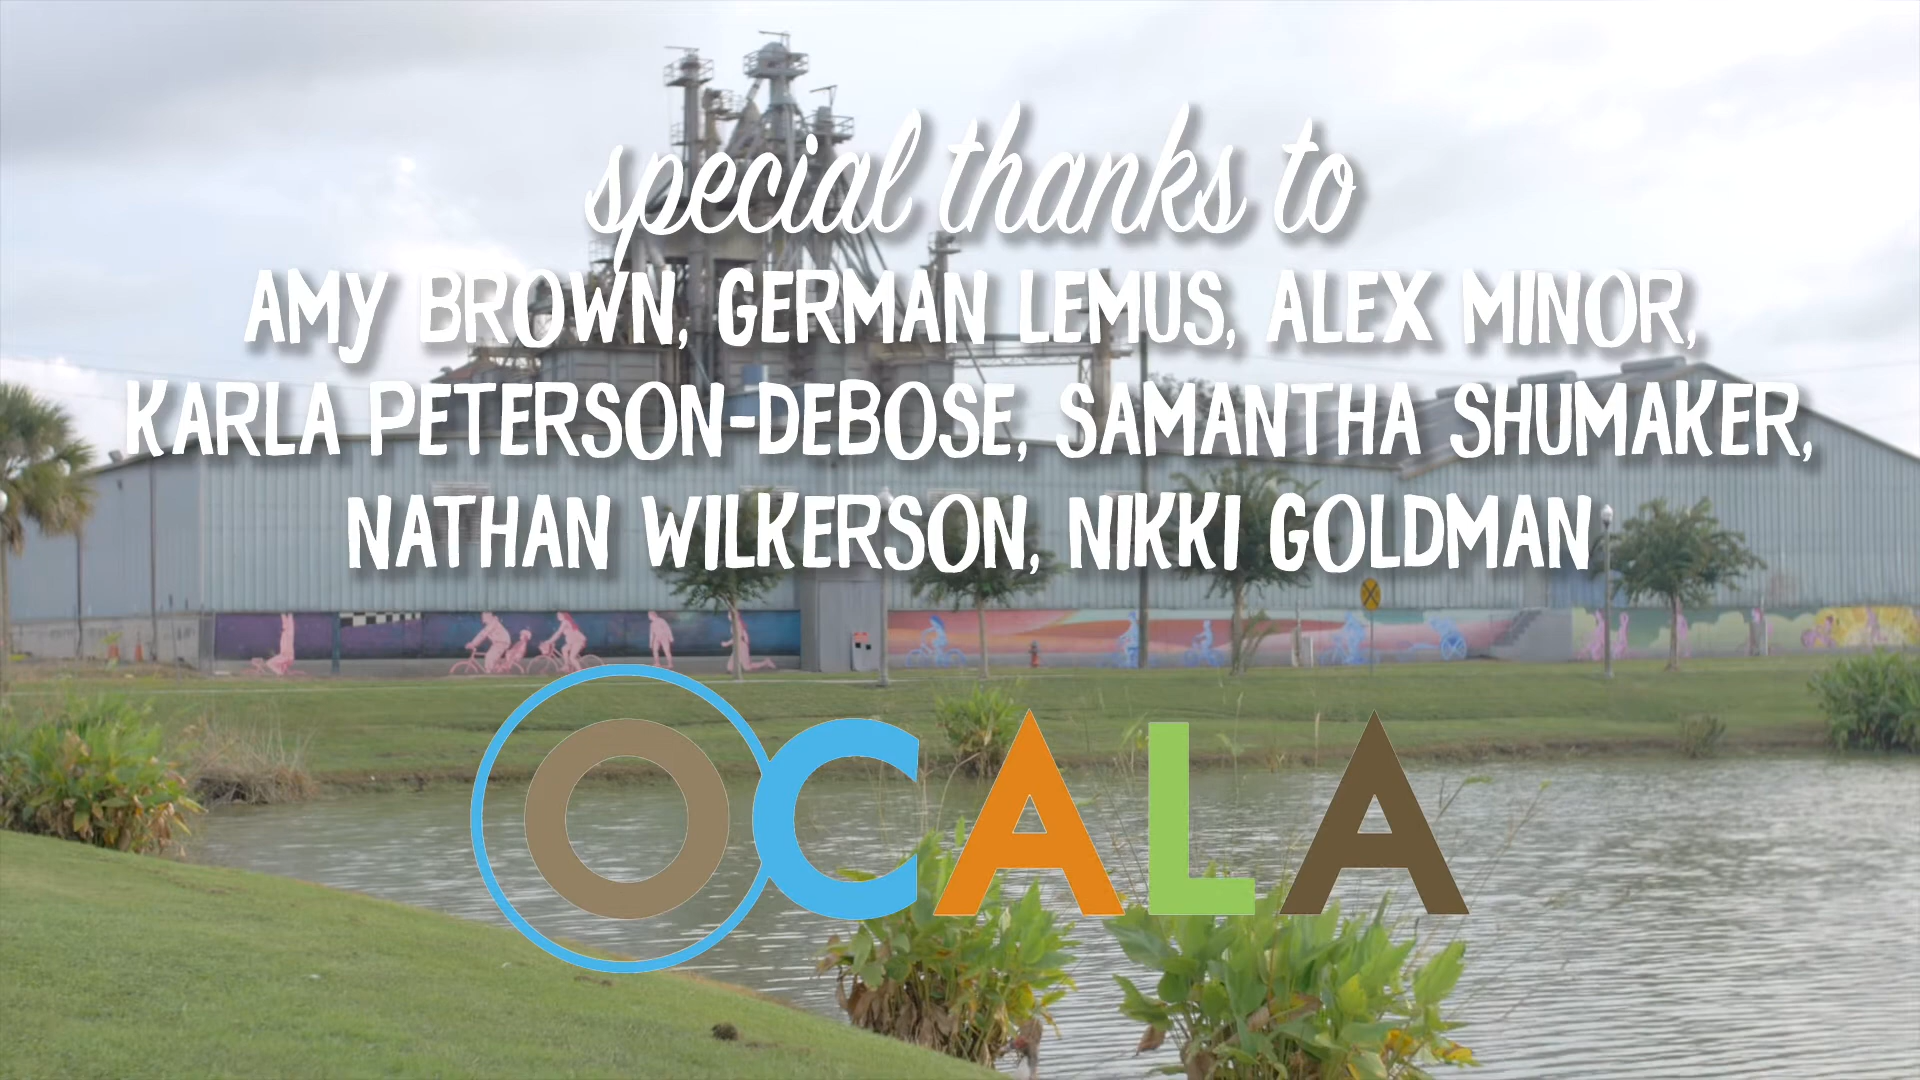 special thanks to
AMY BROWN, GERMAN LEMUS, ALEX MINOR,
KARLA PETERSON-DEBOSE, SAMANTHA SHUMAKER,
NATHAN WILKERSON, NIKKI GOLDMAN
OCALA